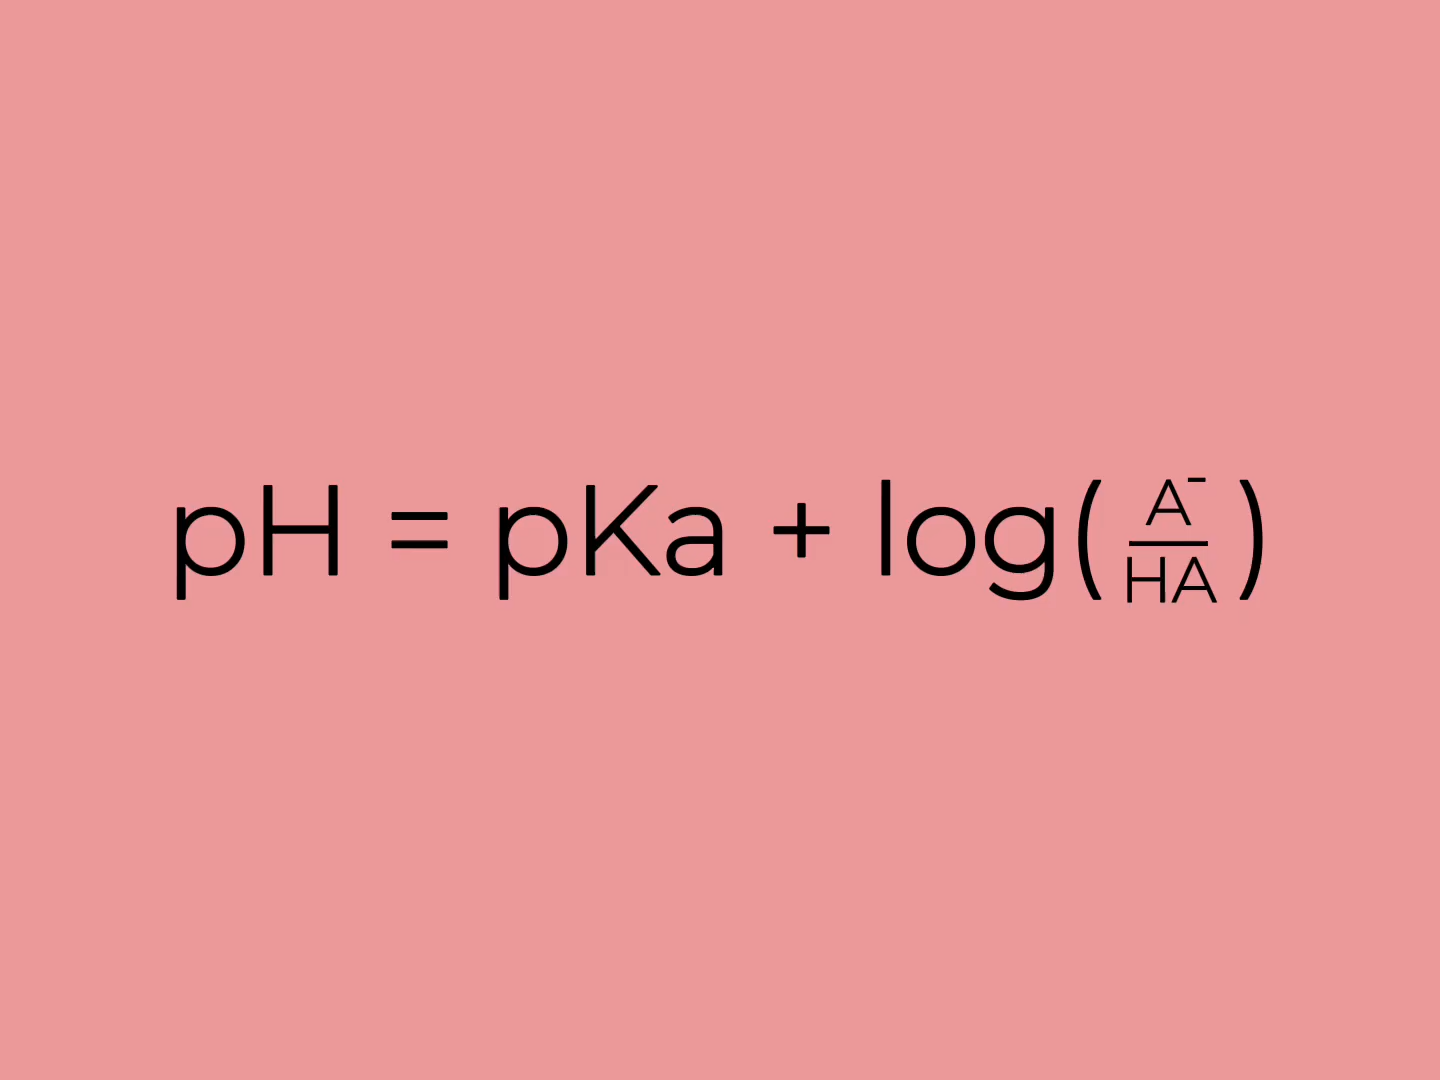 pH = pKa + log( A⁻/HA )